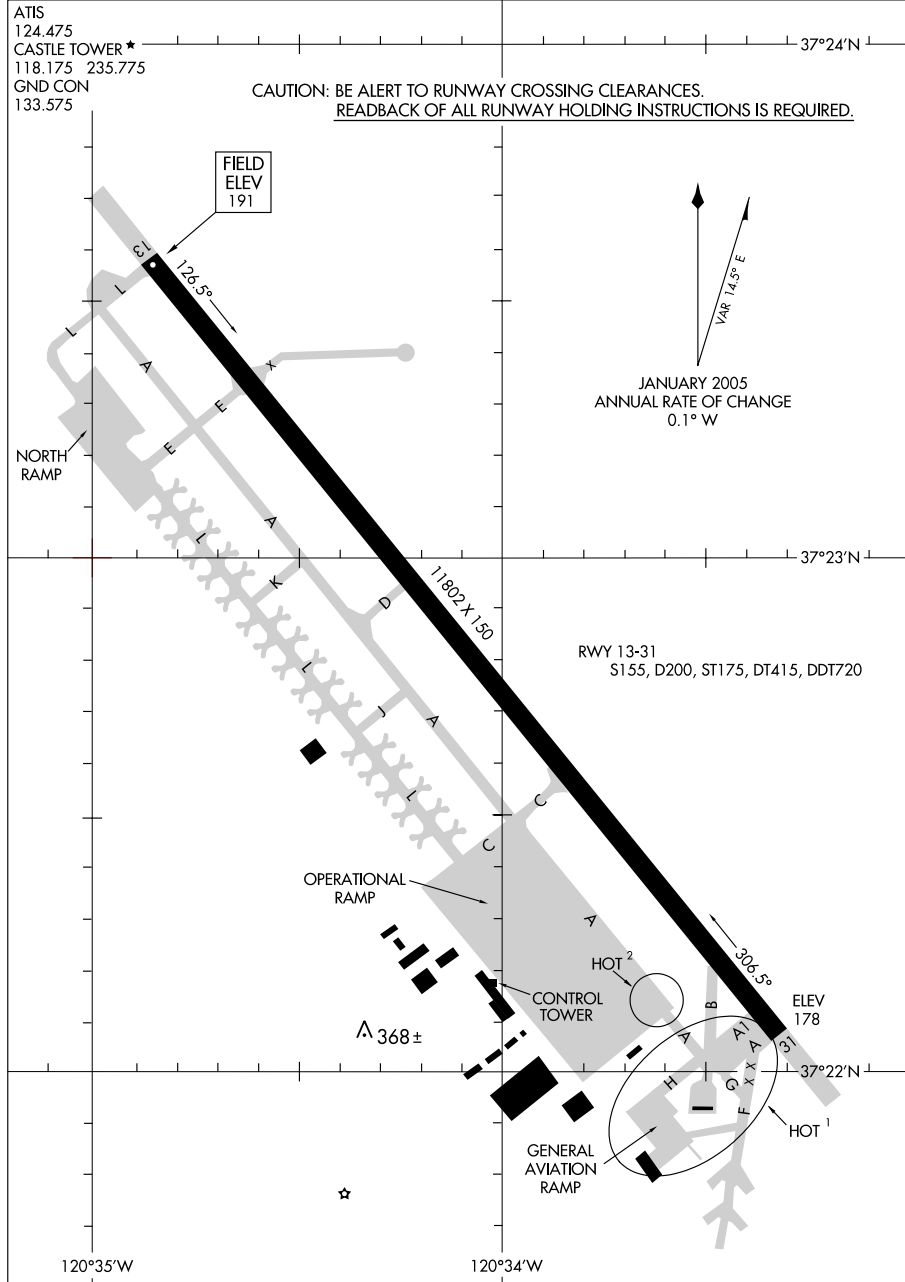 ATIS
124.475
CASTLE TOWER
118.175 235.775
GND CON
133.575
37°24'N
CAUTION: BE ALERT TO RUNWAY CROSSING CLEARANCES.
READBACK OF ALL RUNWAY HOLDING INSTRUCTIONS IS REQUIRED.
FIELD
ELEV
191
13
126.5°
VAR 14.5° E
JANUARY 2005
ANNUAL RATE OF CHANGE
0.1° W
L
L
A
X
E
E
NORTH
RAMP
A
L
K
37°23'N
D
11802 X 150
RWY 13-31
S155, D200, ST175, DT415, DDT720
L
J
A
L
C
C
OPERATIONAL
RAMP
A
HOT 2
306.5°
B
ELEV
178
CONTROL
TOWER
368±
A
A1
A
31
37°22'N
H
G
X X
X X
F
HOT 1
GENERAL
AVIATION
RAMP
120°35'W
120°34'W